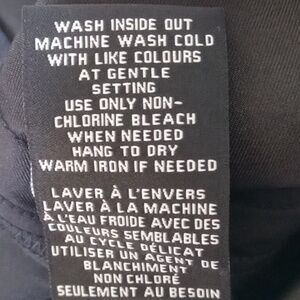 WASH INSIDE OUT
MACHINE WASH COLD
WITH LIKE COLOURS
AT GENTLE
SETTING
USE ONLY NON-
CHLORINE BLEACH
WHEN NEEDED
HANG TO DRY
WARM IRON IF NEEDED
LAVER À L'ENVERS
LAVER À LA MACHINE
À L'EAU FROIDE AVEC DES
COULEURS SEMBLABLES
AU CYCLE DÉLICAT
UTILISER UN AGENT DE
BLANCHIMENT
NON CHLORÉ
SEULEMENT AU BESOIN